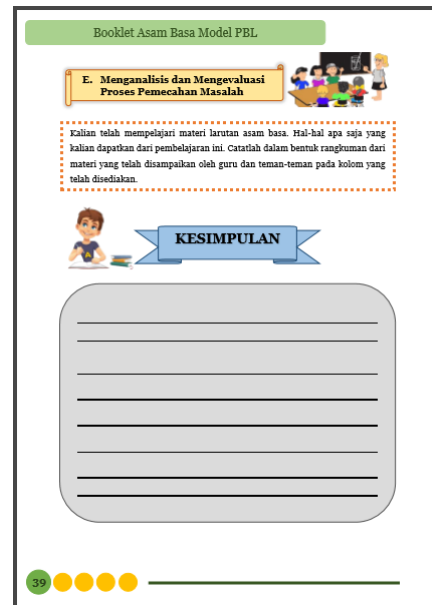 Booklet Asam Basa Model PBL
E. Menganalisis dan Mengevaluasi
Proses Pemecahan Masalah
Kalian telah mempelajari materi larutan asam basa. Hal-hal apa saja yang
kalian dapatkan dari pembelajaran ini. Catatlah dalam bentuk rangkuman dari
materi yang telah disampaikan oleh guru dan teman-teman pada kolom yang
telah disediakan.
KESIMPULAN
39